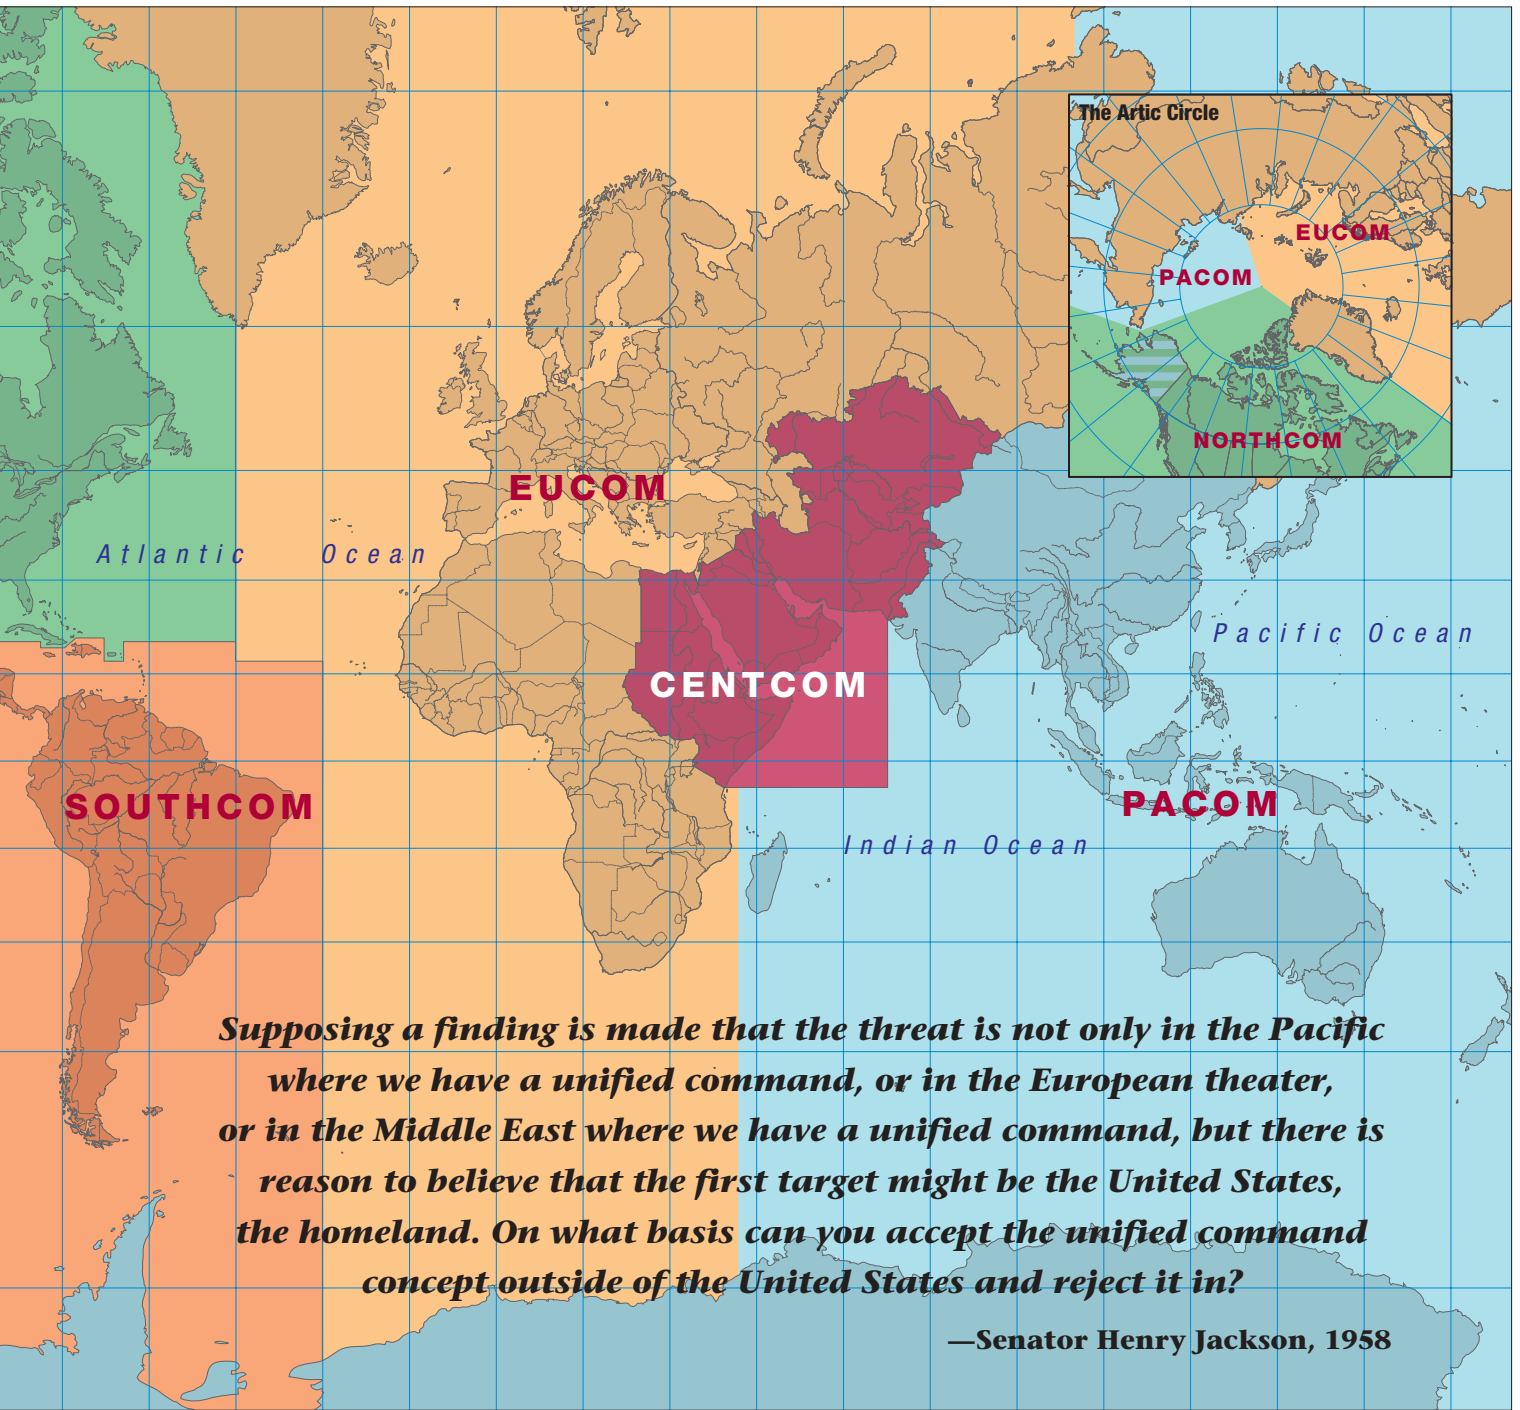 The Artic Circle
EUCOM
PACOM
NORTHCOM
EUCOM
Atlantic Ocean
Pacific Ocean
CENTCOM
SOUTHCOM
PACOM
Indian Ocean
Supposing a finding is made that the threat is not only in the Pacific
where we have a unified command, or in the European theater,
or in the Middle East where we have a unified command, but there is
reason to believe that the first target might be the United States,
the homeland. On what basis can you accept the unified command
concept outside of the United States and reject it in?
—Senator Henry Jackson, 1958